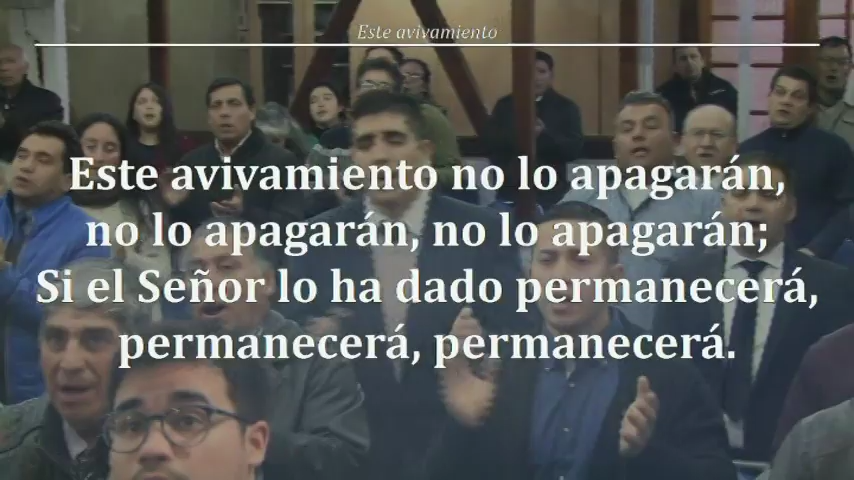 Este avivamiento
Este avivamiento no lo apagarán,
no lo apagarán, no lo apagarán;
Si el Señor lo ha dado permanecerá,
permanecerá, permanecerá.